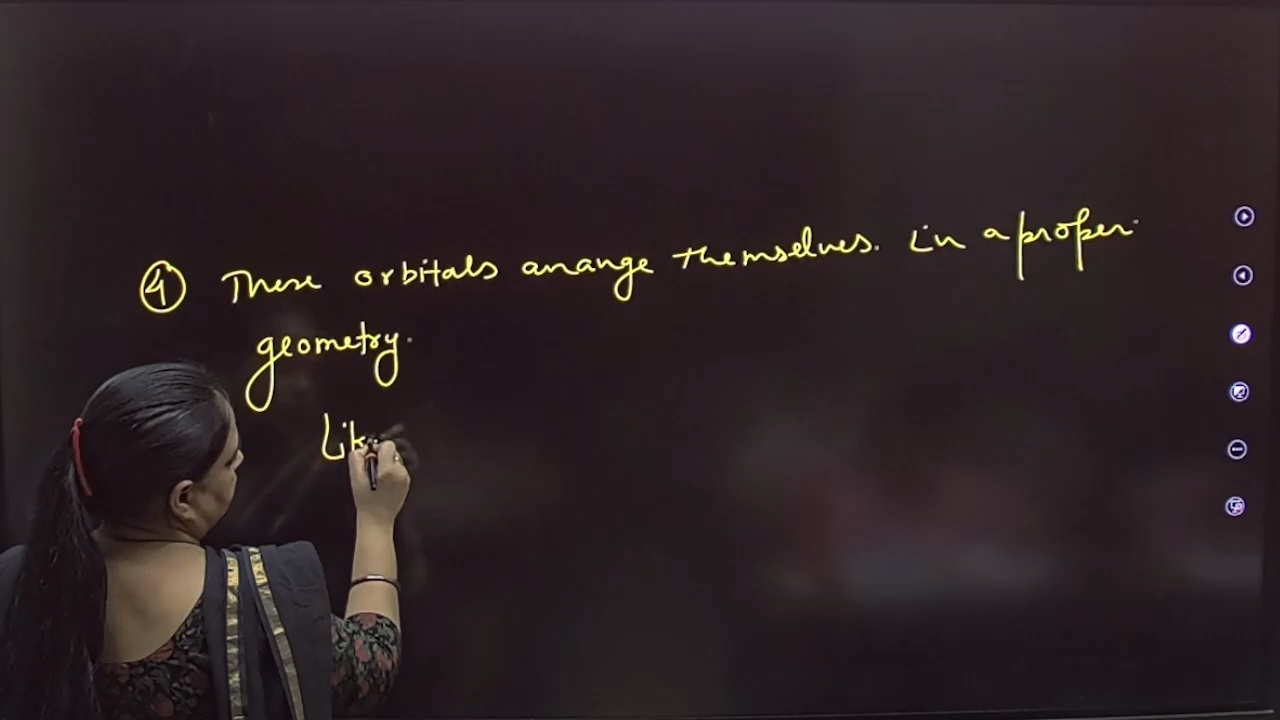 ④ These orbitals arrange themselves. in a proper
geometry.
Lik